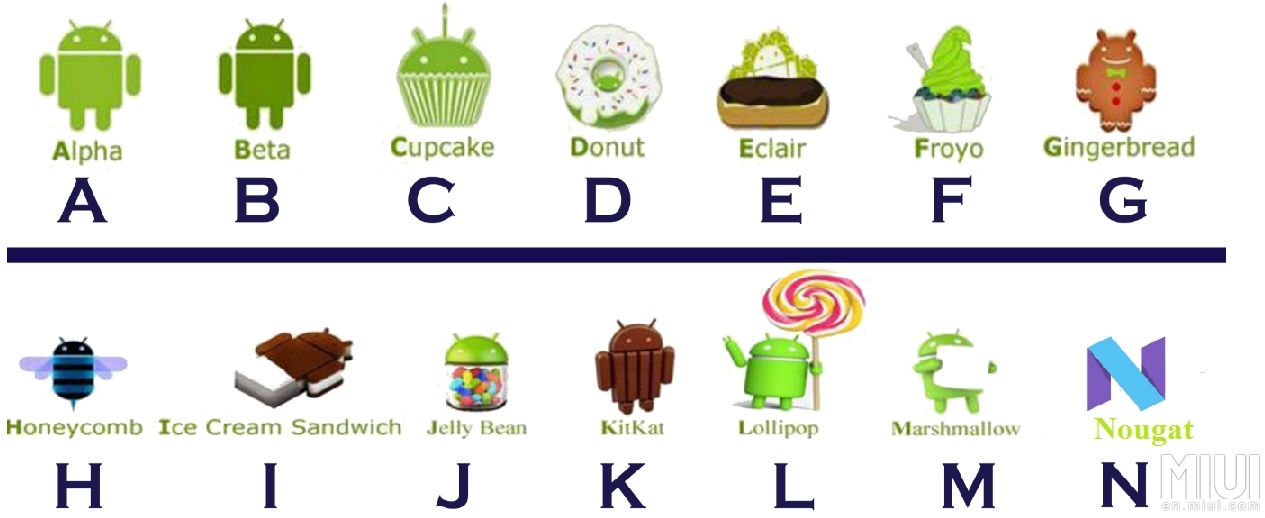 Alpha Beta Cupcake Donut Eclair Froyo Gingerbread
A B C D E F G
Honeycomb Ice Cream Sandwich Jelly Bean KitKat Lollipop Marshmallow Nougat
H I J K L M N
MIUI
en.miui.com